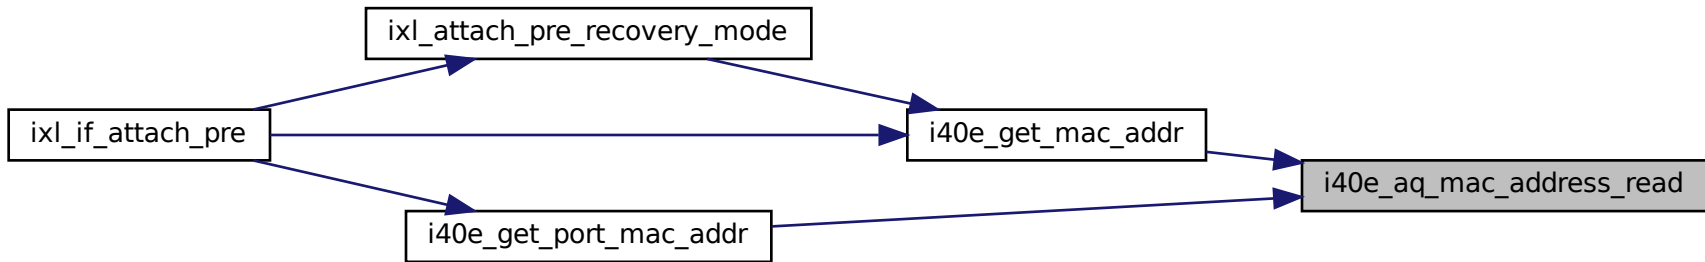 ixl_attach_pre_recovery_mode
ixl_if_attach_pre
i40e_get_mac_addr
i40e_aq_mac_address_read
i40e_get_port_mac_addr